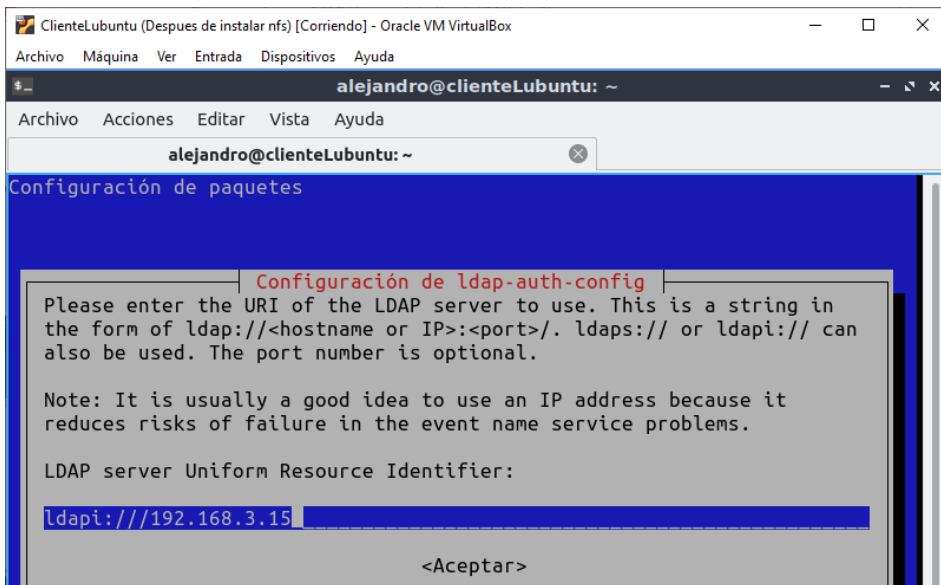 ClienteLubuntu (Despues de instalar nfs) [Corriendo] - Oracle VM VirtualBox
Archivo Máquina Ver Entrada Dispositivos Ayuda
alejandro@clienteLubuntu: ~
Archivo Acciones Editar Vista Ayuda
alejandro@clienteLubuntu: ~
Configuración de paquetes
Configuración de ldap-auth-config
Please enter the URI of the LDAP server to use. This is a string in
the form of ldap://<hostname or IP>:<port>/. ldaps:// or ldapi:// can
also be used. The port number is optional.
Note: It is usually a good idea to use an IP address because it
reduces risks of failure in the event name service problems.
LDAP server Uniform Resource Identifier:
ldapi:///192.168.3.15
<Aceptar>